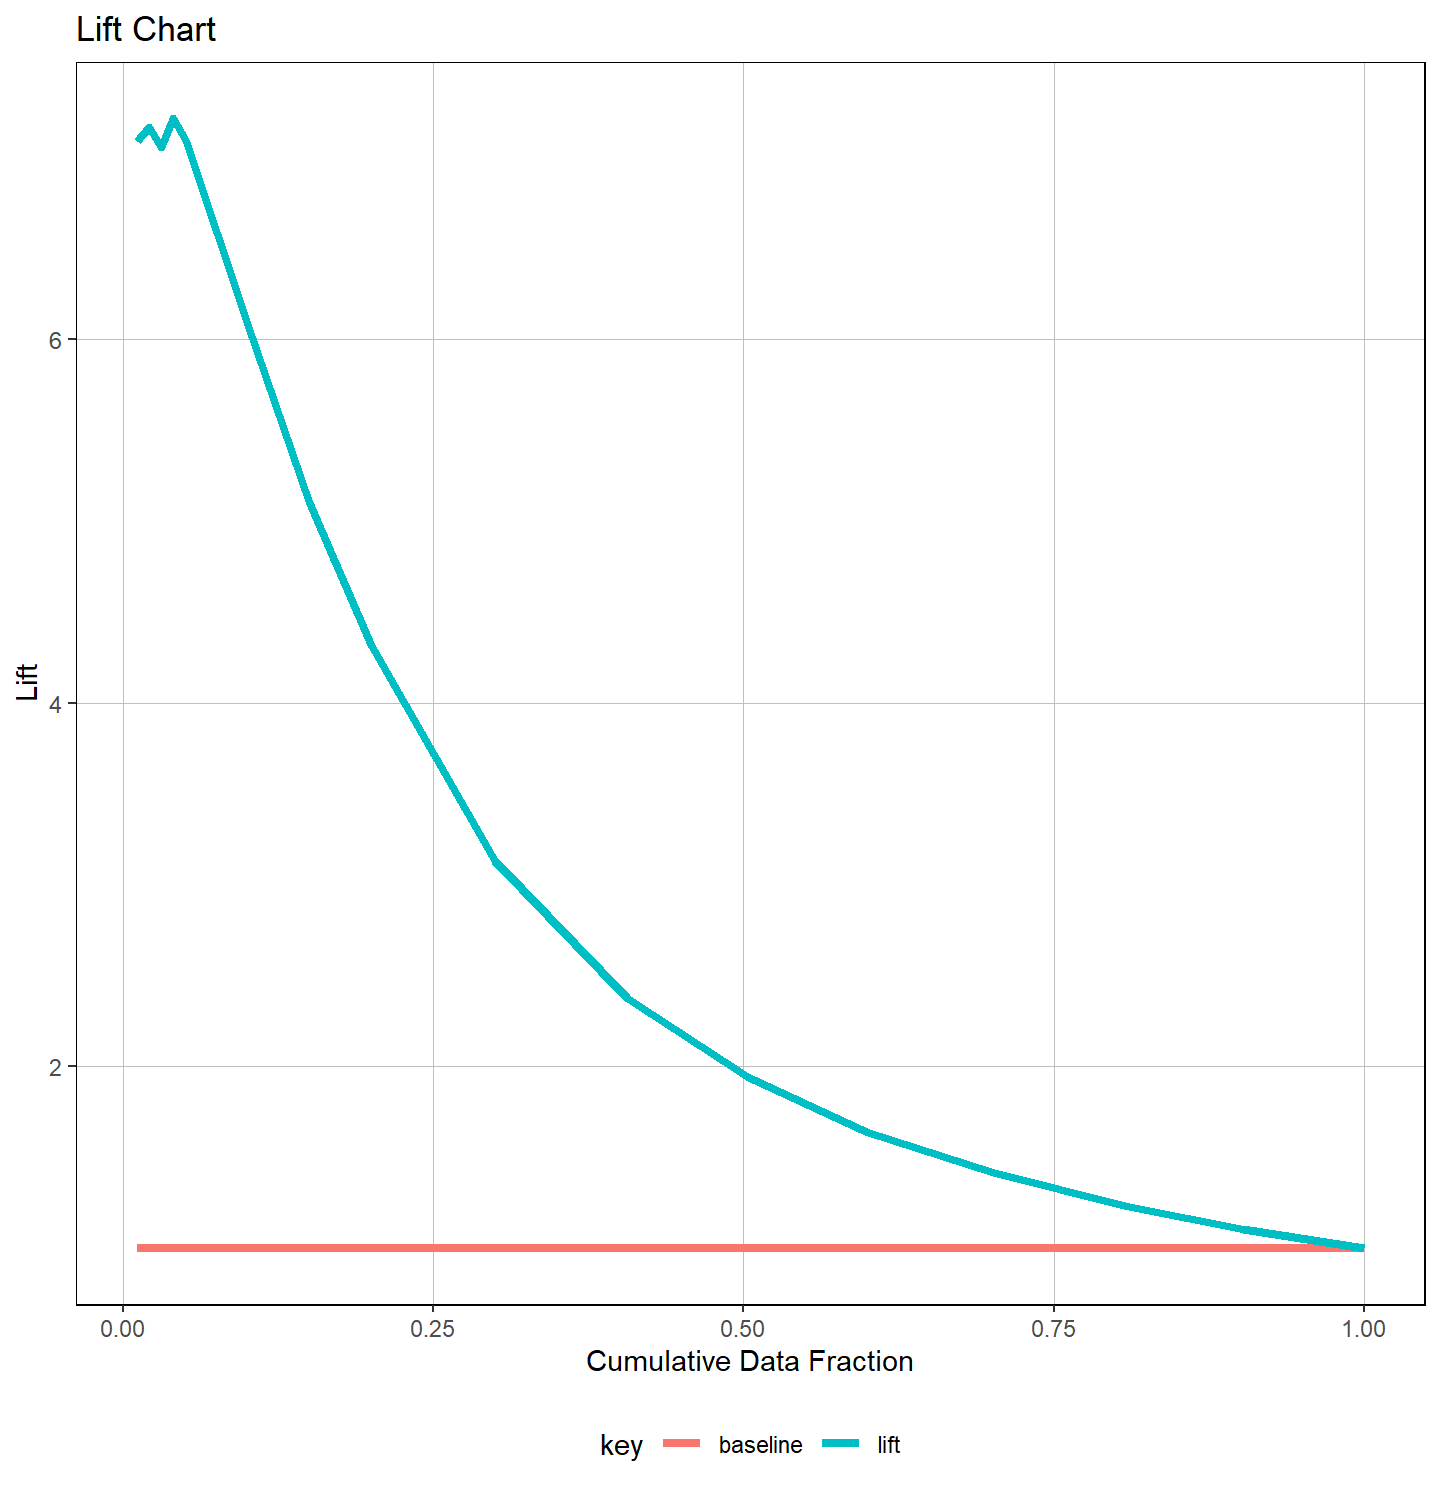 Lift Chart
6
4
2
Lift
0.00 0.25 0.50 0.75 1.00
Cumulative Data Fraction
key baseline lift